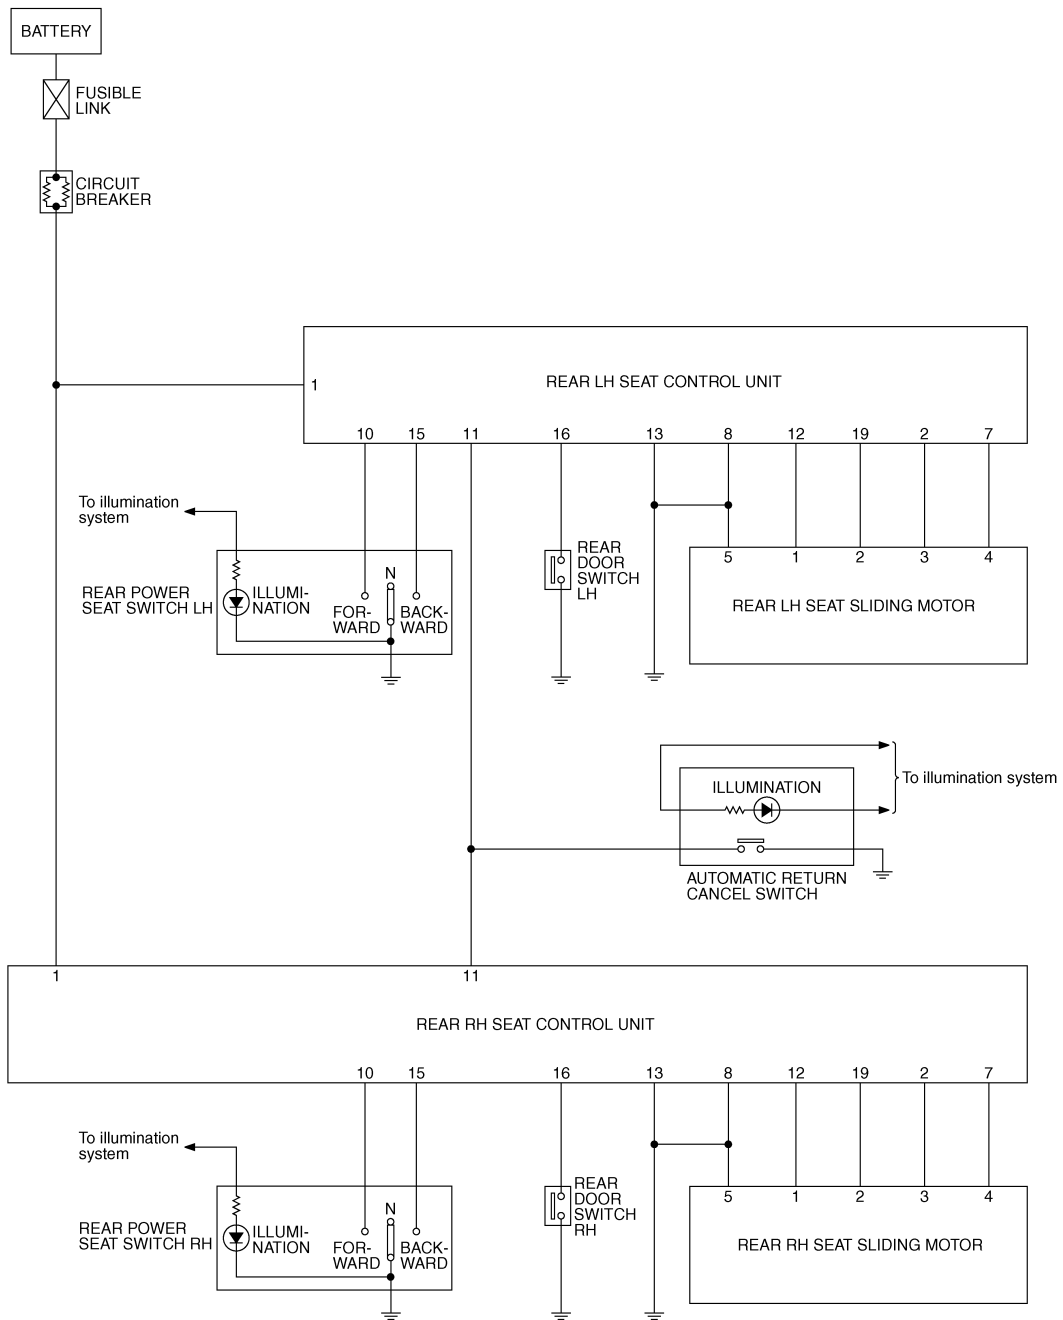 BATTERY
FUSIBLE
LINK
CIRCUIT
BREAKER
1
REAR LH SEAT CONTROL UNIT
10 15 11 16 13 8 12 19 2 7
To illumination
system
REAR POWER
SEAT SWITCH LH
ILLUMI-
NATION
FOR-
WARD
N
BACK-
WARD
REAR
DOOR
SWITCH
LH
5 1 2 3 4
REAR LH SEAT SLIDING MOTOR
ILLUMINATION
To illumination system
AUTOMATIC RETURN
CANCEL SWITCH
1 11
REAR RH SEAT CONTROL UNIT
10 15 16 13 8 12 19 2 7
To illumination
system
REAR POWER
SEAT SWITCH RH
ILLUMI-
NATION
FOR-
WARD
N
BACK-
WARD
REAR
DOOR
SWITCH
RH
5 1 2 3 4
REAR RH SEAT SLIDING MOTOR